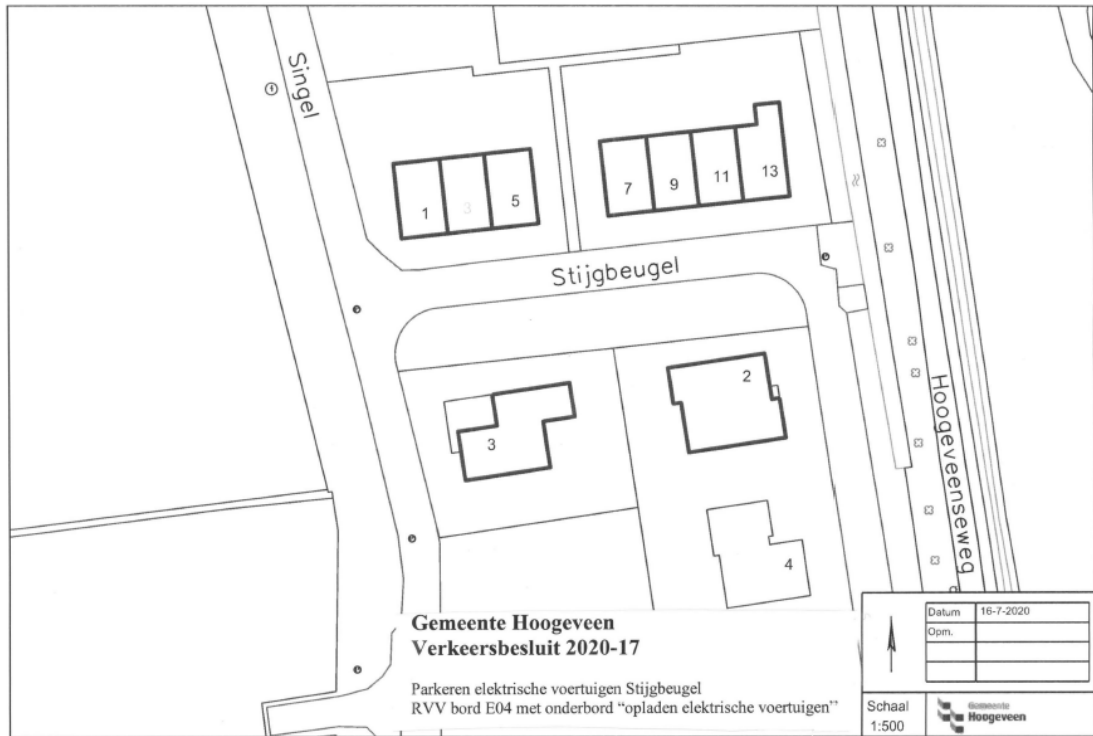 Singel
1
3
5
7
9
11
13
Stijgbeugel
3
2
4
Hoogeveenseweg
Gemeente Hoogeveen
Verkeersbesluit 2020-17
Parkeren elektrische voertuigen Stijgbeugel
RVV bord E04 met onderbord “opladen elektrische voertuigen”
Datum 16-7-2020
Opm.
Schaal
1:500
Gemeente
Hoogeveen